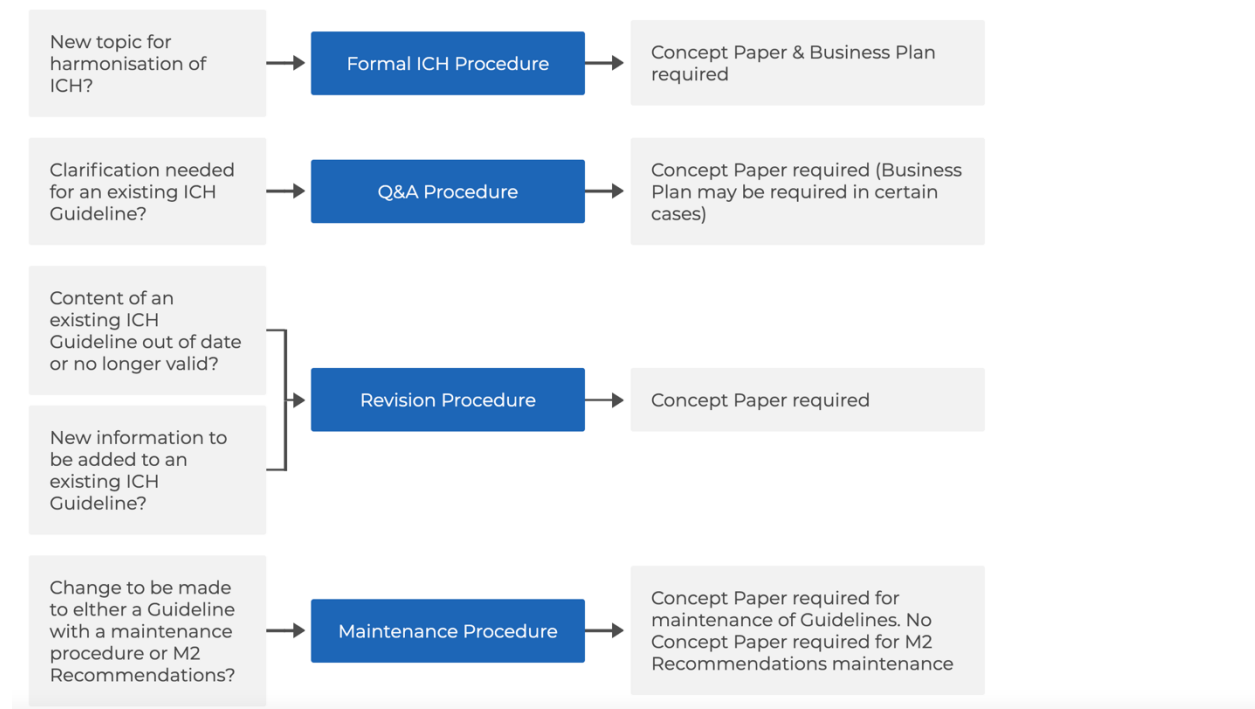 New topic for
harmonisation of
ICH?
Formal ICH Procedure
Concept Paper & Business Plan
required
Clarification needed
for an existing ICH
Guideline?
Q&A Procedure
Concept Paper required (Business
Plan may be required in certain
cases)
Content of an
existing ICH
Guideline out of date
or no longer valid?
New information to
be added to an
existing ICH
Guideline?
Revision Procedure
Concept Paper required
Change to be made
to elther a Guideline
with a maintenance
procedure or M2
Recommendations?
Maintenance Procedure
Concept Paper required for
maintenance of Guidelines. No
Concept Paper required for M2
Recommendations maintenance